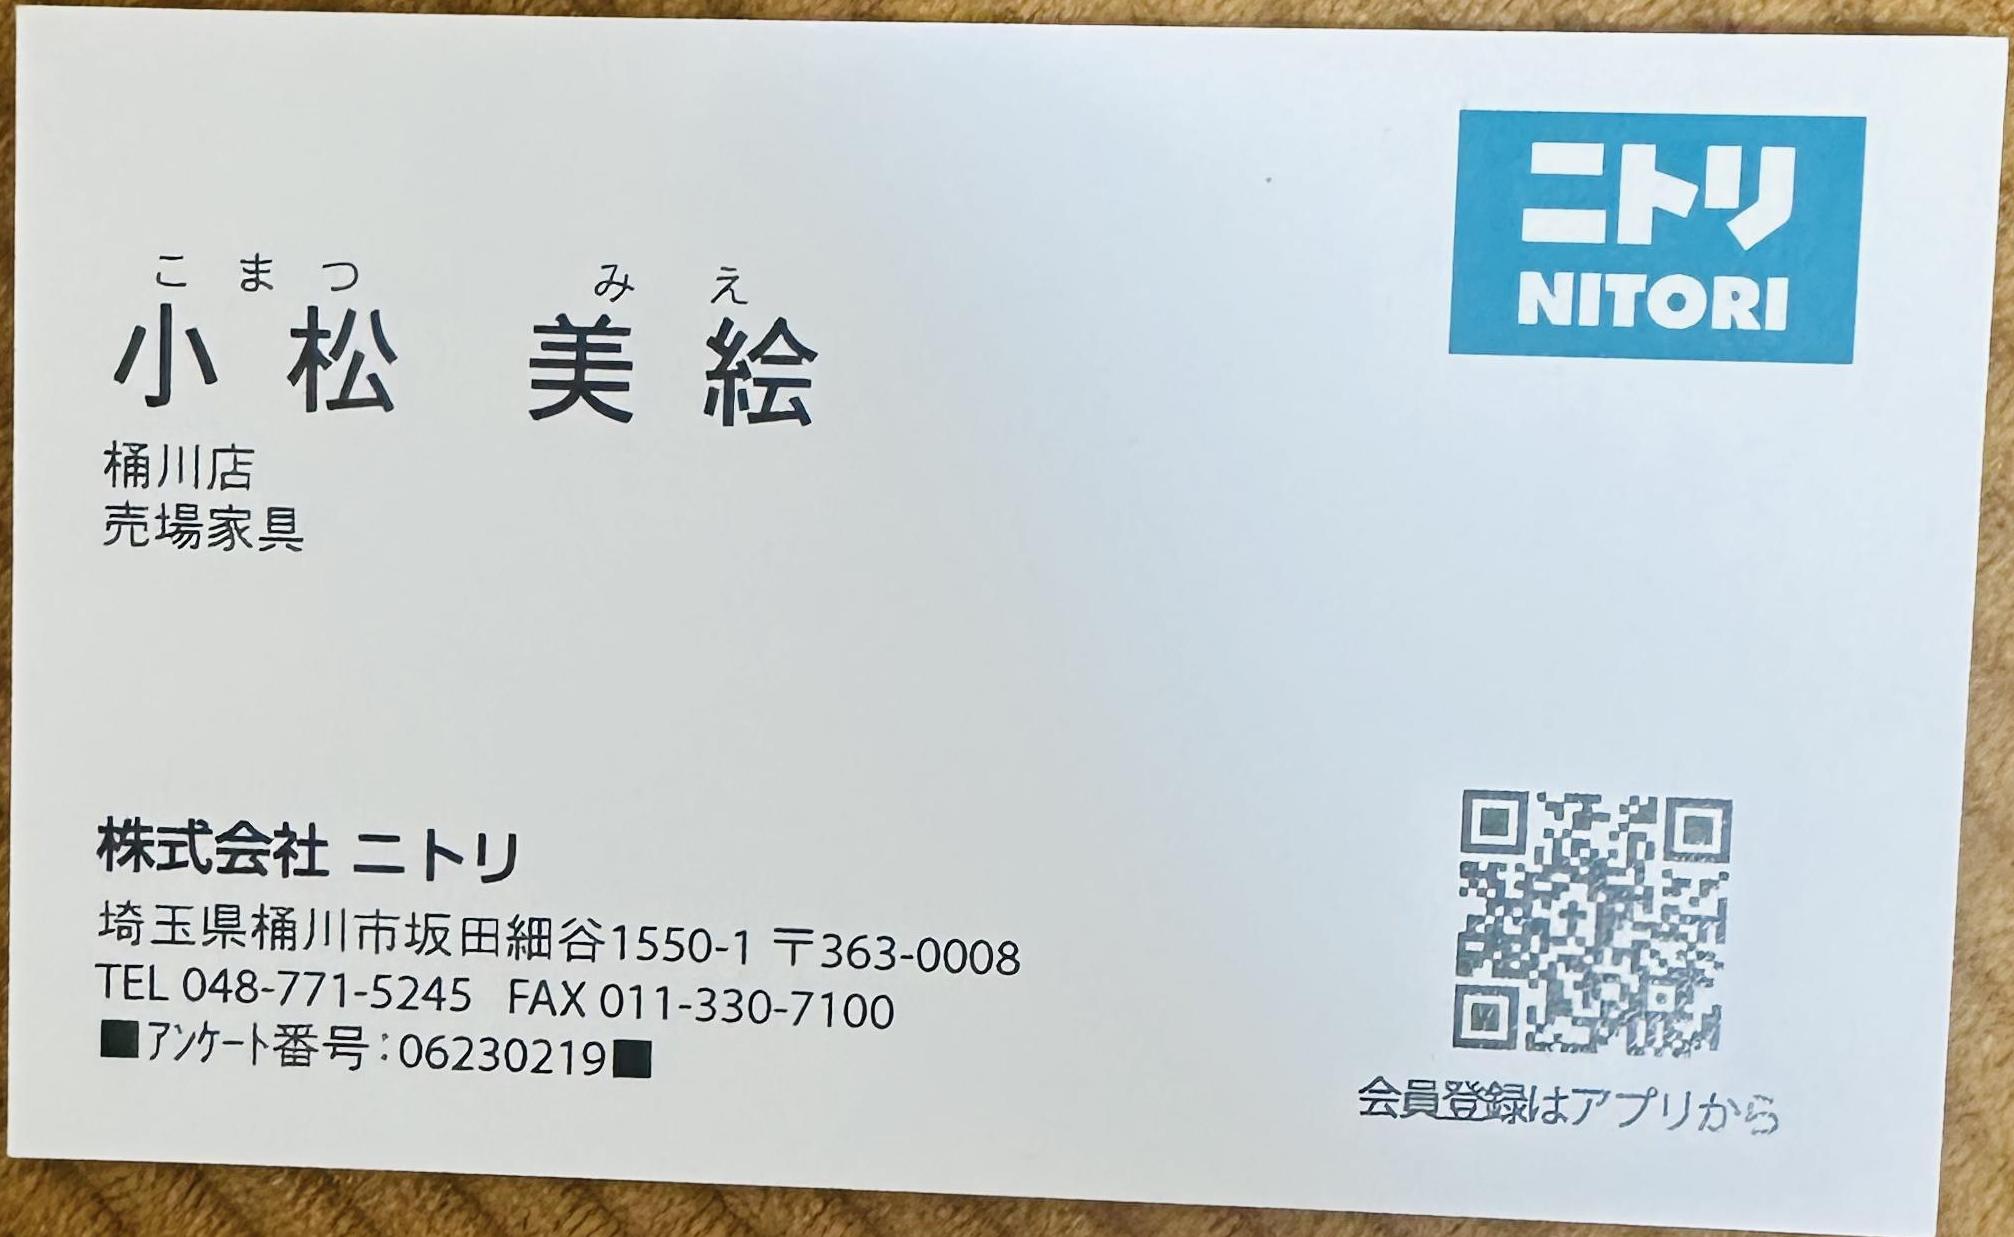 ニトリ
NITORI
こまつ みえ
小松 美絵
桶川店
売場家具
株式会社 ニトリ
埼玉県桶川市坂田細谷1550-1 〒363-0008
TEL 048-771-5245 FAX 011-330-7100
■アンケート番号:06230219■
会員登録はアプリから